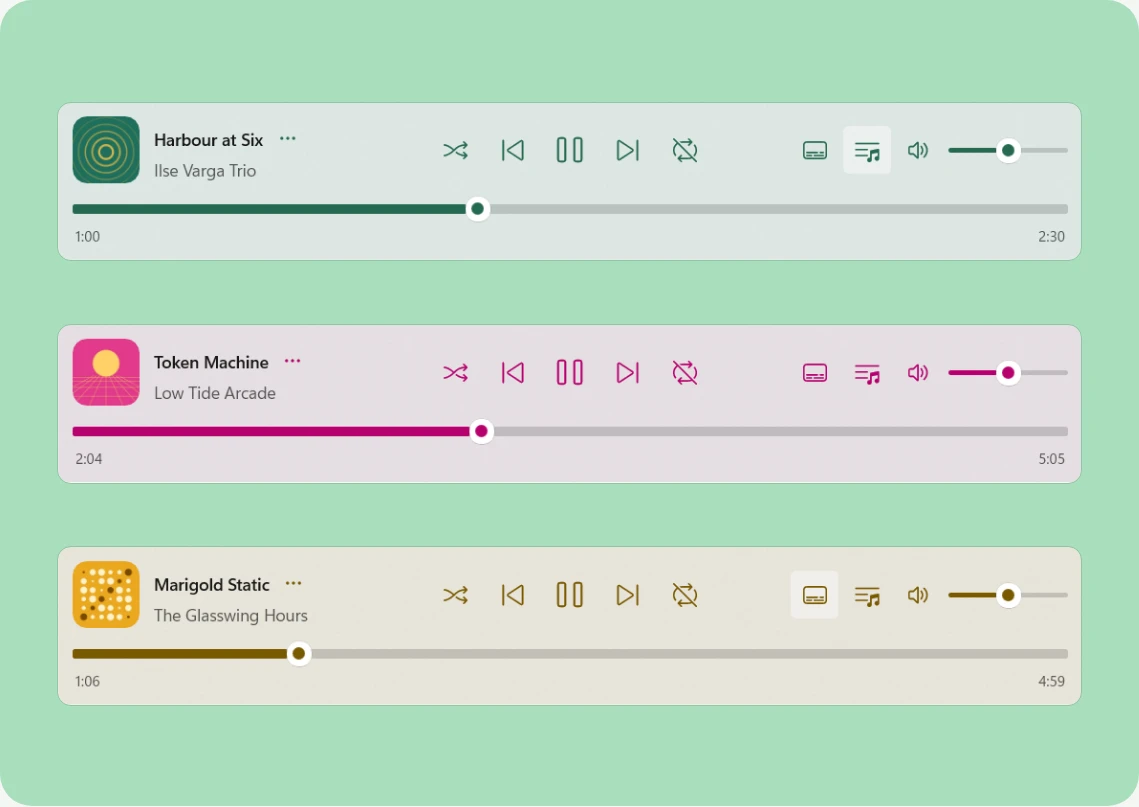 Harbour at Six
Ilse Varga Trio
1:00
2:30
Token Machine
Low Tide Arcade
2:04
5:05
Marigold Static
The Glasswing Hours
1:06
4:59